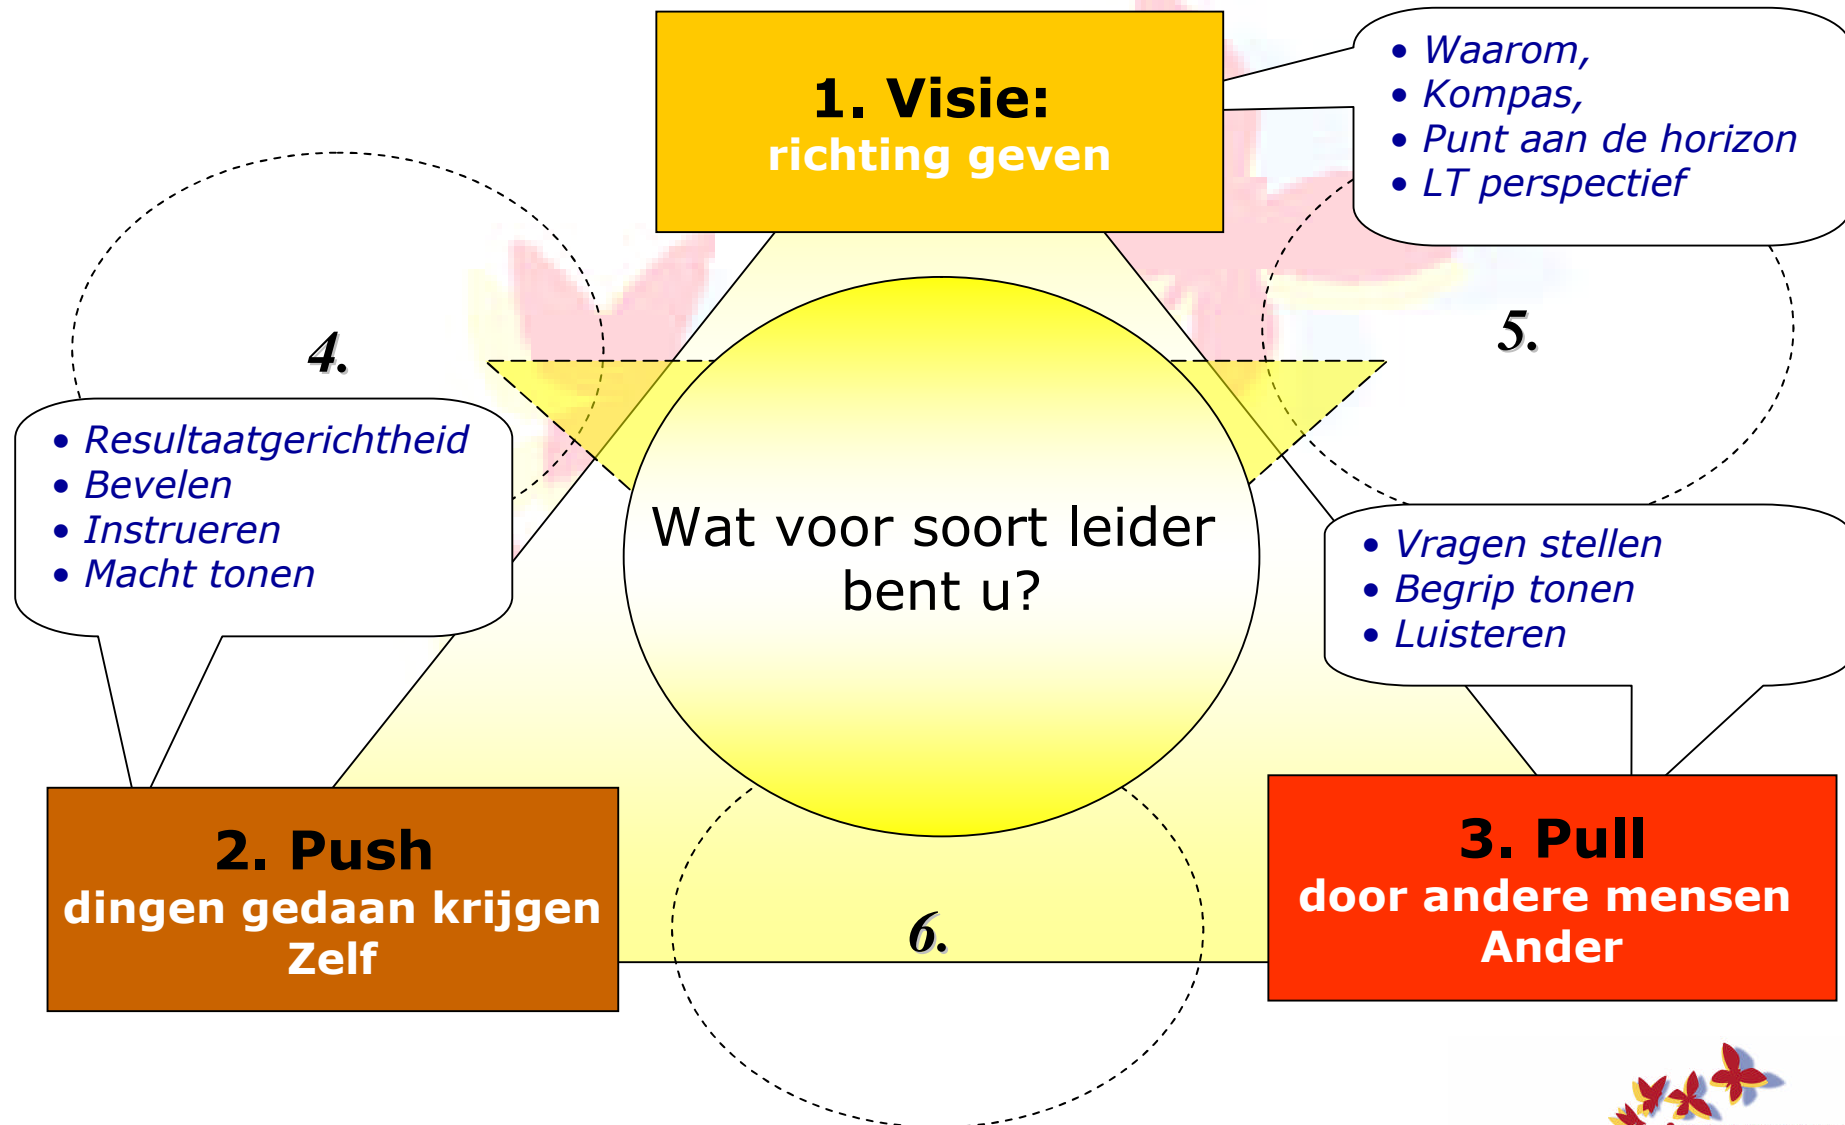 1. Visie:
richting geven
• Waarom,
• Kompas,
• Punt aan de horizon
• LT perspectief
4.
5.
• Resultaatgerichtheid
• Bevelen
• Instrueren
• Macht tonen
Wat voor soort leider
bent u?
• Vragen stellen
• Begrip tonen
• Luisteren
2. Push
dingen gedaan krijgen
Zelf
3. Pull
door andere mensen
Ander
6.